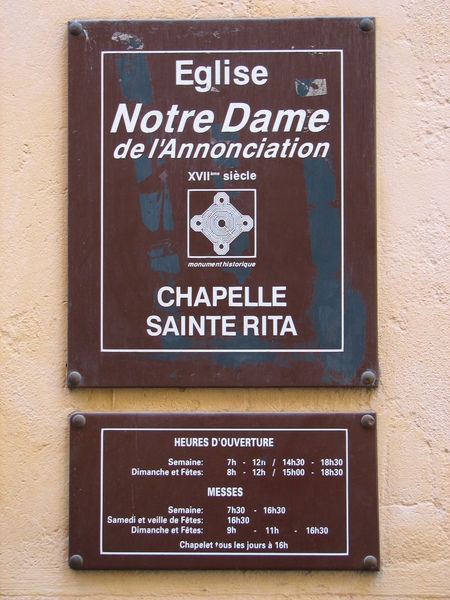 Eglise
Notre Dame
de l'Annonciation
XVIIème siècle
monument historique
CHAPELLE
SAINTE RITA
HEURES D'OUVERTURE
Semaine: 7h - 12h / 14h30 - 18h30
Dimanche et Fêtes: 8h - 12h / 15h00 - 18h30
MESSES
Semaine: 7h30 - 16h30
Samedi et veille de Fêtes: 16h30
Dimanche et Fêtes: 9h - 11h - 16h30
Chapelet tous les jours à 16h